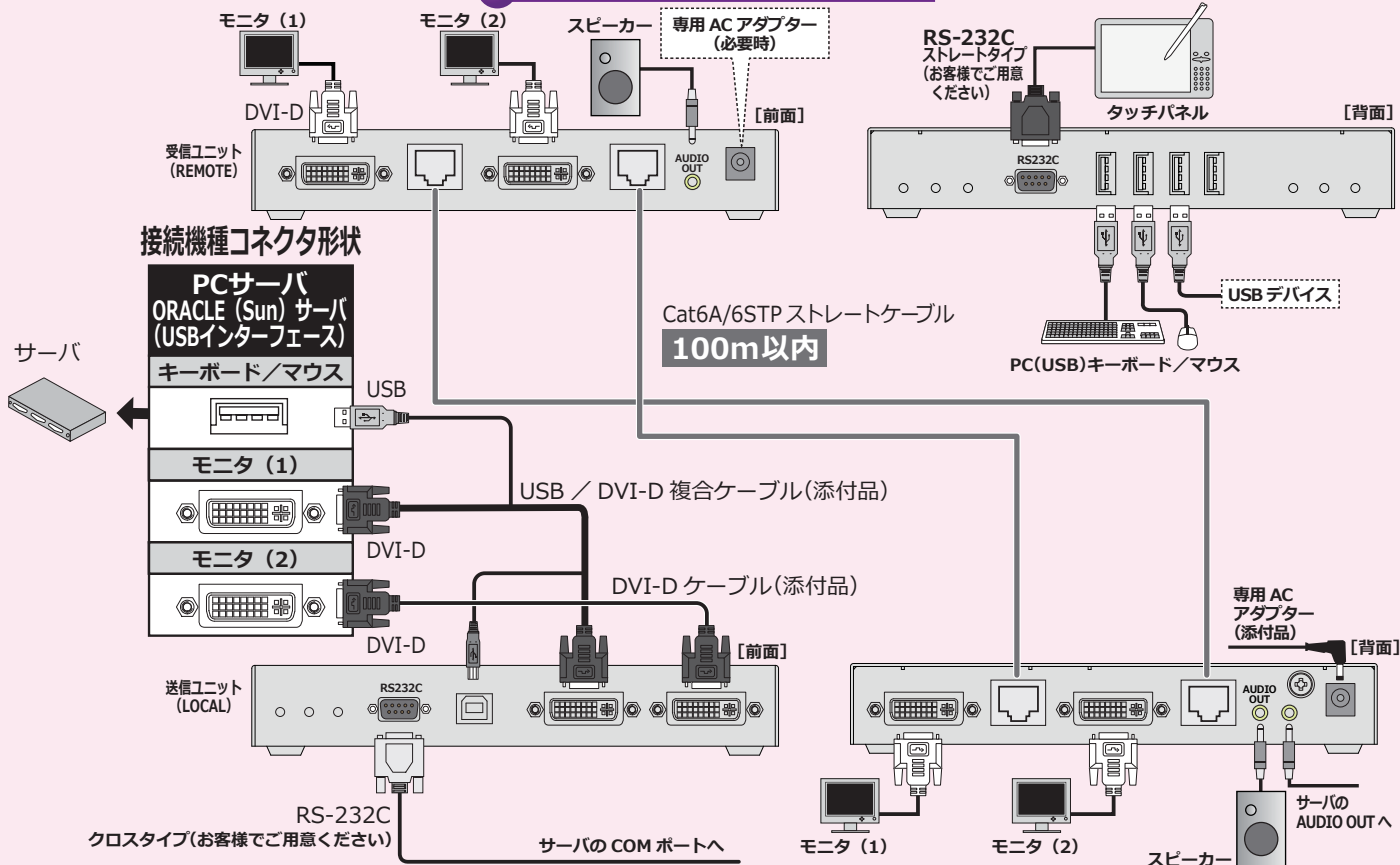 モニタ（1）
モニタ（2）
スピーカー
専用 AC アダプター
（必要時）
DVI-D
［前面］
受信ユニット
（REMOTE）
AUDIO
OUT
RS-232C
ストレートタイプ
（お客様でご用意
ください）
タッチパネル
［背面］
RS232C
USB デバイス
PC(USB)キーボード／マウス
接続機種コネクタ形状
PCサーバ
ORACLE（Sun）サーバ
（USBインターフェース）
サーバ
キーボード／マウス
USB
モニタ（1）
DVI-D
モニタ（2）
DVI-D
Cat6A/6STP ストレートケーブル
100m以内
USB ／ DVI-D 複合ケーブル（添付品）
DVI-D ケーブル（添付品）
［前面］
送信ユニット
（LOCAL）
RS232C
RS-232C
クロスタイプ（お客様でご用意ください）
サーバの COM ポートへ
専用 AC
アダプター
（添付品）
［背面］
AUDIO
OUT
モニタ（1）
モニタ（2）
スピーカー
サーバの
AUDIO OUT へ